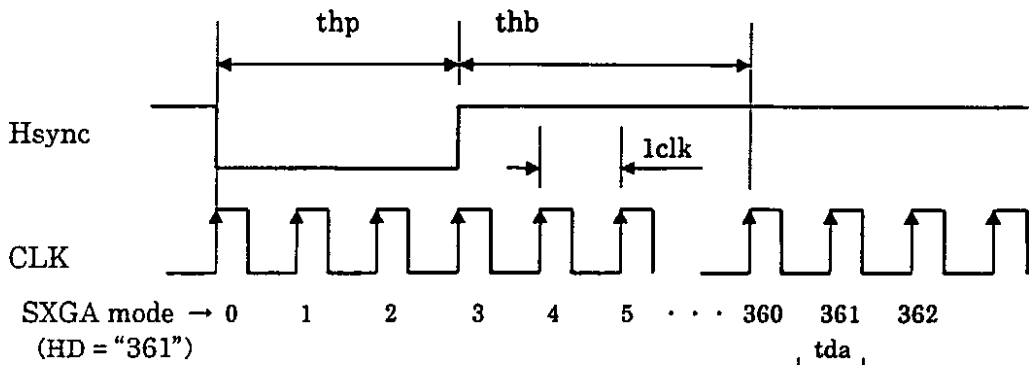 thp thb
Hsync
1clk
CLK
SXGA mode → 0 1 2 3 4 5 · · · 360 361 362
(HD = “361”)
tda